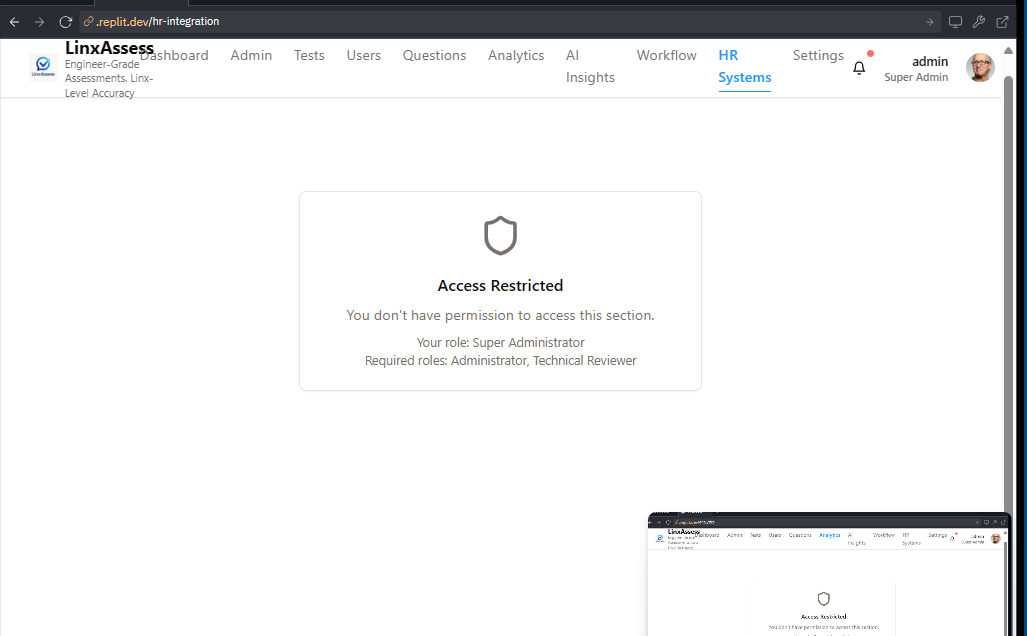 .replit.dev/hr-integration
LinxAssess
Engineer-Grade
Assessments. Linx-
Level Accuracy
LinxAssess
Dashboard
Admin
Tests
Users
Questions
Analytics
AI
Insights
Workflow
HR
Systems
Settings
admin
Super Admin
Access Restricted
You don't have permission to access this section.
Your role: Super Administrator
Required roles: Administrator, Technical Reviewer
LinxAssess
Dashboard
Admin
Tests
Users
Questions
Analytics
AI
Insights
Workflow
HR
Systems
Settings
admin
Super Admin
Access Restricted
You don't have permission to access this section.